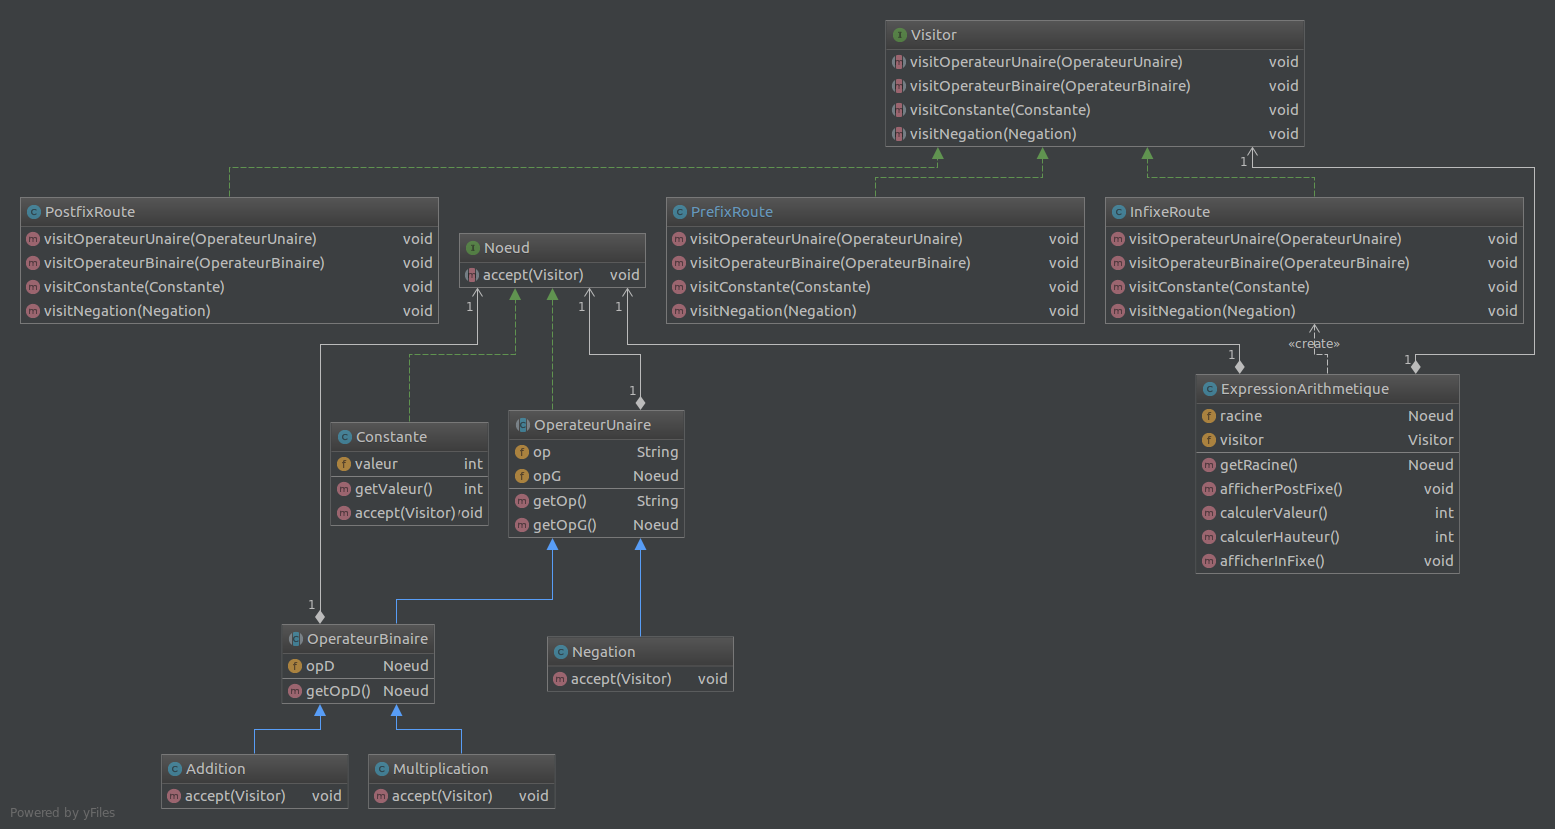 Visitor
visitOperateurUnaire(OperateurUnaire) void
visitOperateurBinaire(OperateurBinaire) void
visitConstante(Constante) void
visitNegation(Negation) void
1
PostfixRoute
visitOperateurUnaire(OperateurUnaire) void
visitOperateurBinaire(OperateurBinaire) void
visitConstante(Constante) void
visitNegation(Negation) void
Noeud
accept(Visitor) void
PrefixRoute
visitOperateurUnaire(OperateurUnaire) void
visitOperateurBinaire(OperateurBinaire) void
visitConstante(Constante) void
visitNegation(Negation) void
InfixeRoute
visitOperateurUnaire(OperateurUnaire) void
visitOperateurBinaire(OperateurBinaire) void
visitConstante(Constante) void
visitNegation(Negation) void
1
1
1
«create»
1
1
1
ExpressionArithmetique
racine Noeud
visitor Visitor
getRacine() Noeud
afficherPostFixe() void
calculerValeur() int
calculerHauteur() int
afficherInFixe() void
Constante
valeur int
getValeur() int
accept(Visitor) void
OperateurUnaire
op String
opG Noeud
getOp() String
getOpG() Noeud
1
OperateurBinaire
opD Noeud
getOpD() Noeud
Negation
accept(Visitor) void
Addition
accept(Visitor) void
Multiplication
accept(Visitor) void
Powered by yFiles